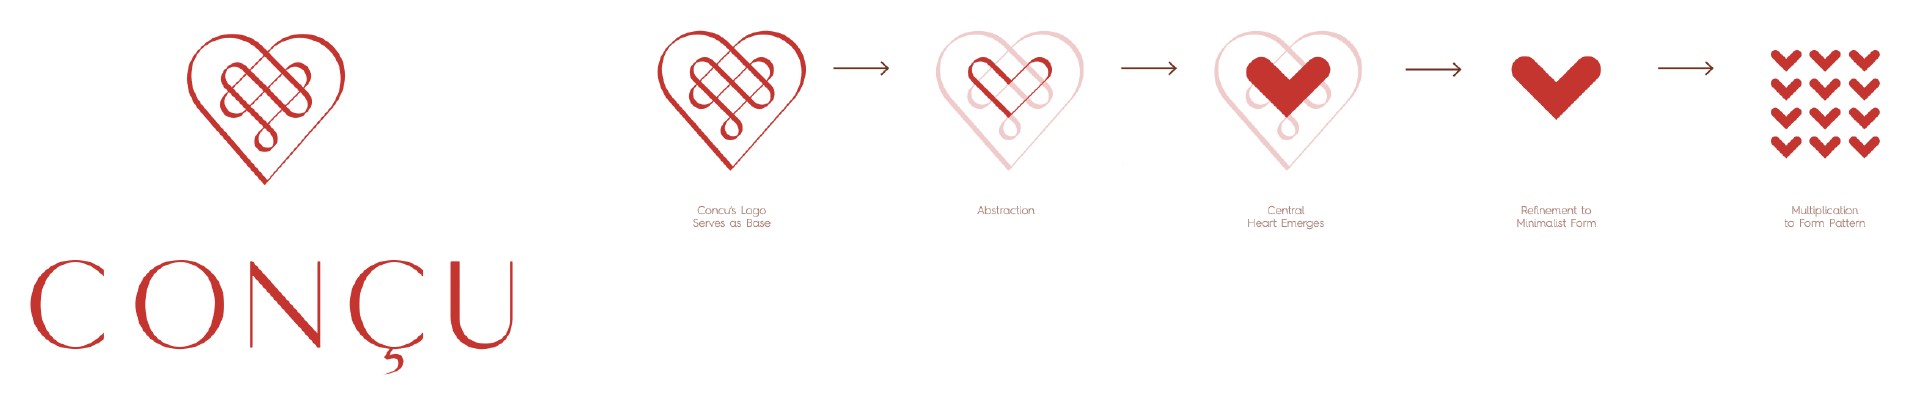 CONÇU
Concu's Logo
Serves as Base
Abstraction
Central
Heart Emerges
Refinement to
Minimalist Form
Multiplication
to Form Pattern